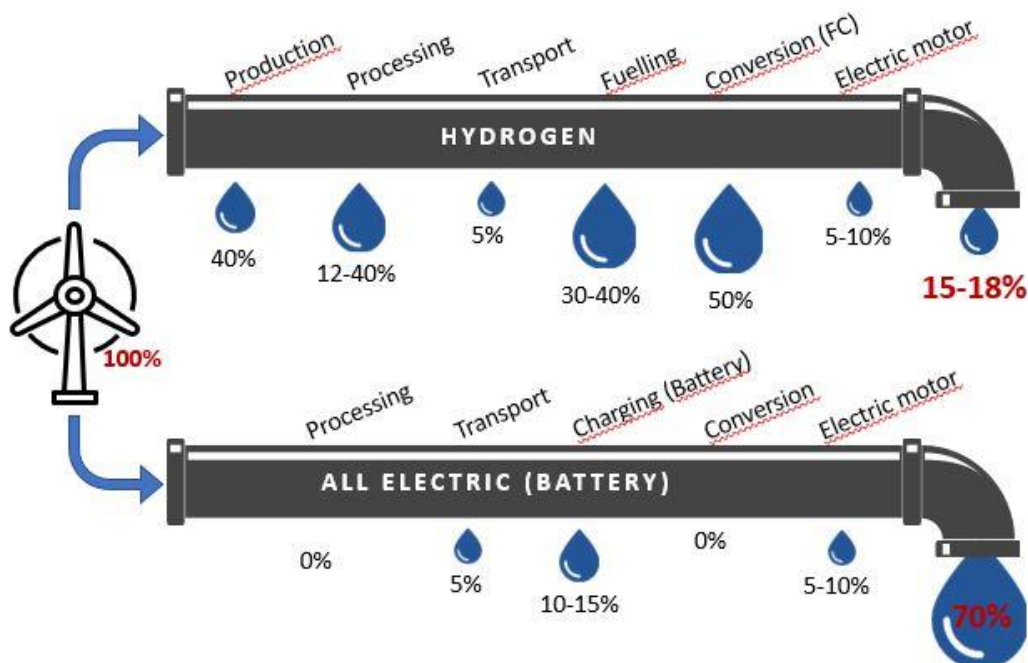 Production
Processing
Transport
Fuelling
Conversion (FC)
Electric motor
HYDROGEN
40%
12-40%
5%
30-40%
50%
5-10%
15-18%
100%
Processing
Transport
Charging (Battery)
Conversion
Electric motor
ALL ELECTRIC (BATTERY)
0%
5%
10-15%
0%
5-10%
70%